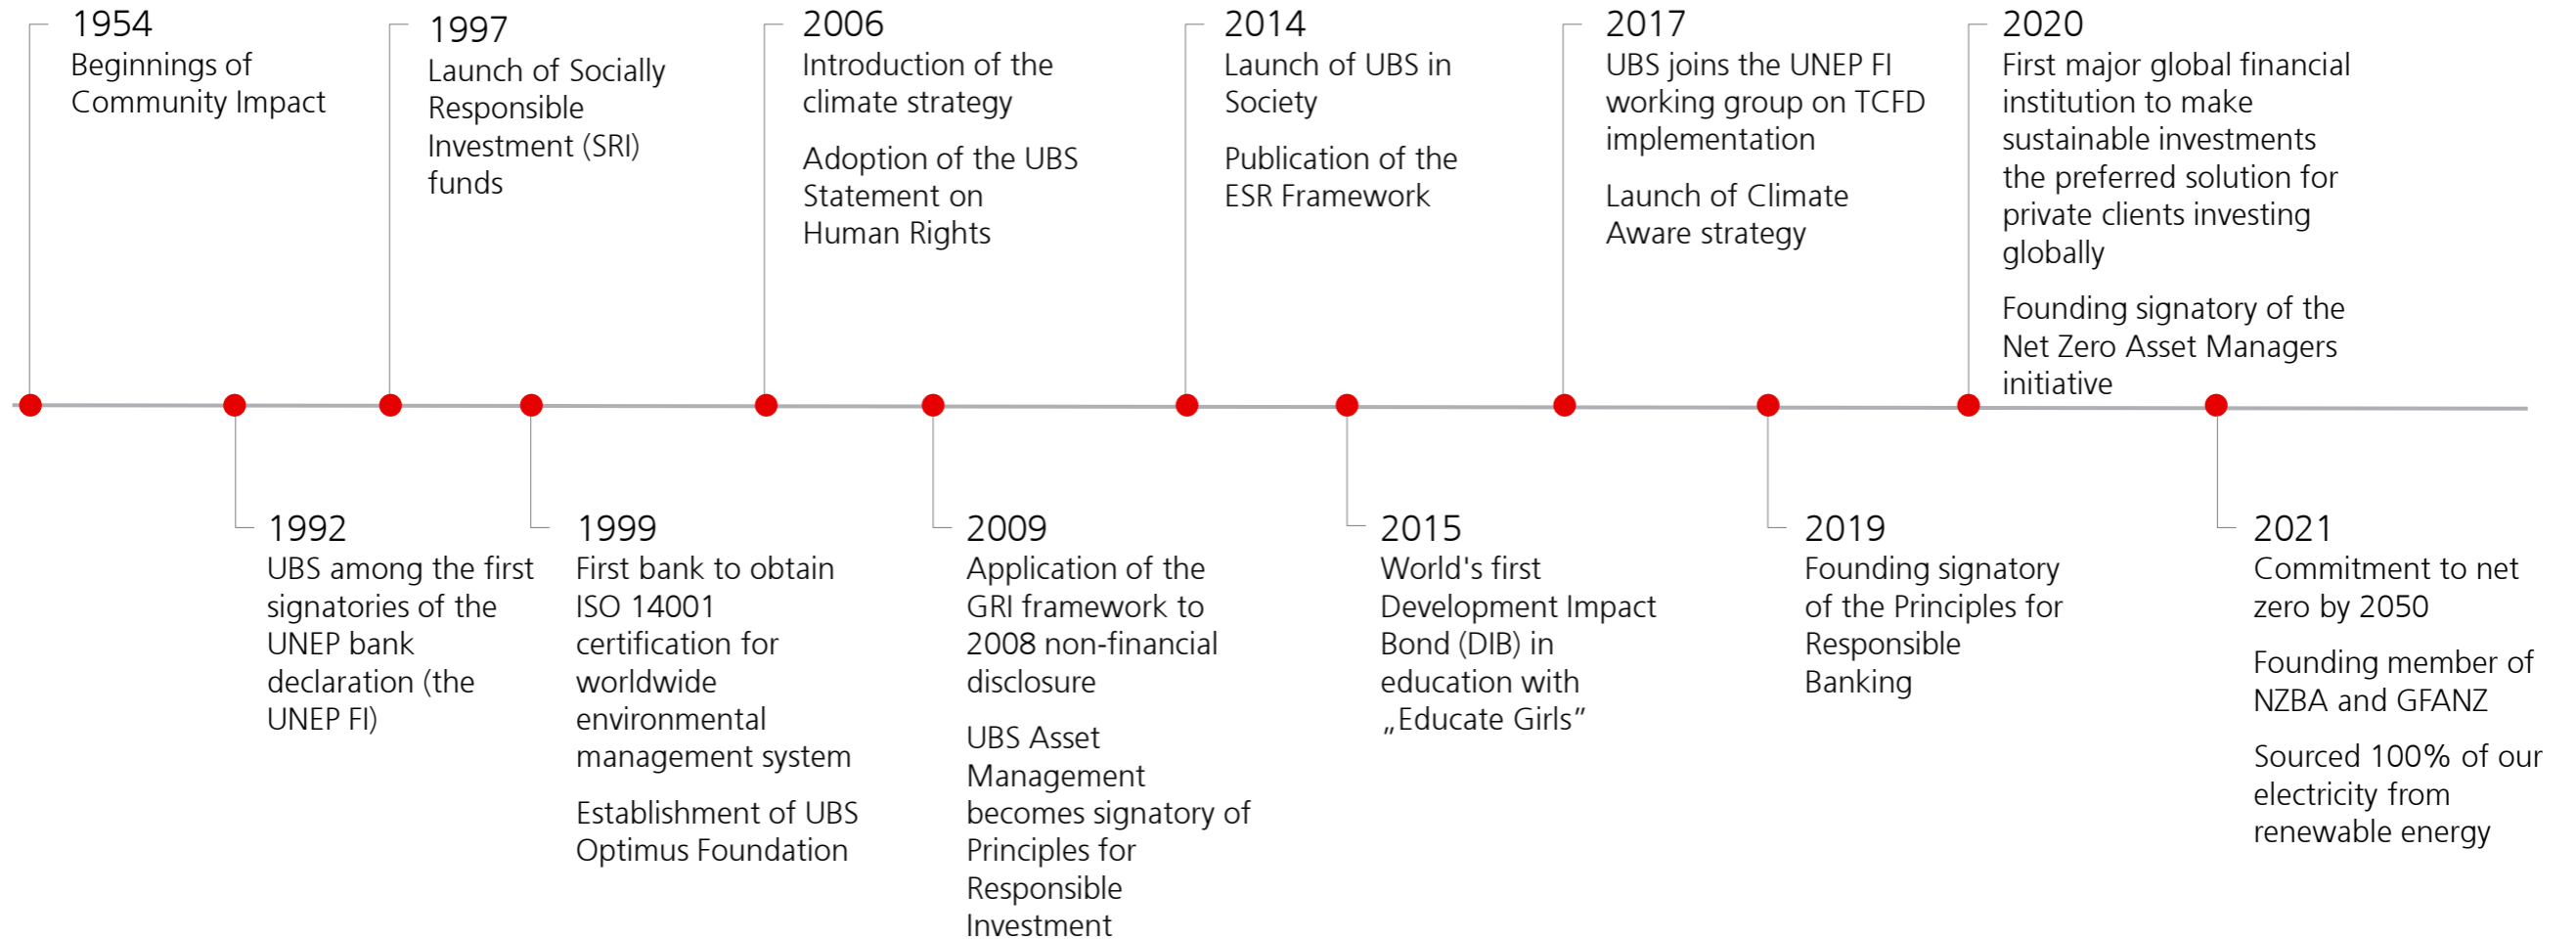 1954
Beginnings of
Community Impact
1997
Launch of Socially
Responsible
Investment (SRI)
funds
2006
Introduction of the
climate strategy
Adoption of the UBS
Statement on
Human Rights
2014
Launch of UBS in
Society
Publication of the
ESR Framework
2017
UBS joins the UNEP FI
working group on TCFD
implementation
Launch of Climate
Aware strategy
2020
First major global financial
institution to make
sustainable investments
the preferred solution for
private clients investing
globally
Founding signatory of the
Net Zero Asset Managers
initiative
1992
UBS among the first
signatories of the
UNEP bank
declaration (the
UNEP FI)
1999
First bank to obtain
ISO 14001
certification for
worldwide
environmental
management system
Establishment of UBS
Optimus Foundation
2009
Application of the
GRI framework to
2008 non-financial
disclosure
UBS Asset
Management
becomes signatory of
Principles for
Responsible
Investment
2015
World's first
Development Impact
Bond (DIB) in
education with
„Educate Girls”
2019
Founding signatory
of the Principles for
Responsible
Banking
2021
Commitment to net
zero by 2050
Founding member of
NZBA and GFANZ
Sourced 100% of our
electricity from
renewable energy